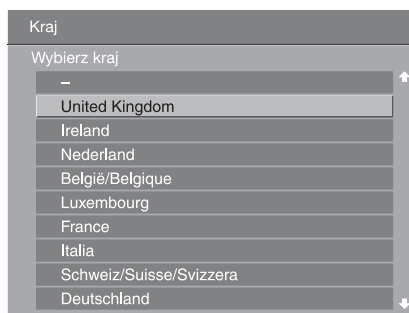 Kraj
Wybierz kraj
–
United Kingdom
Ireland
Nederland
België/Belgique
Luxembourg
France
Italia
Schweiz/Suisse/Svizzera
Deutschland